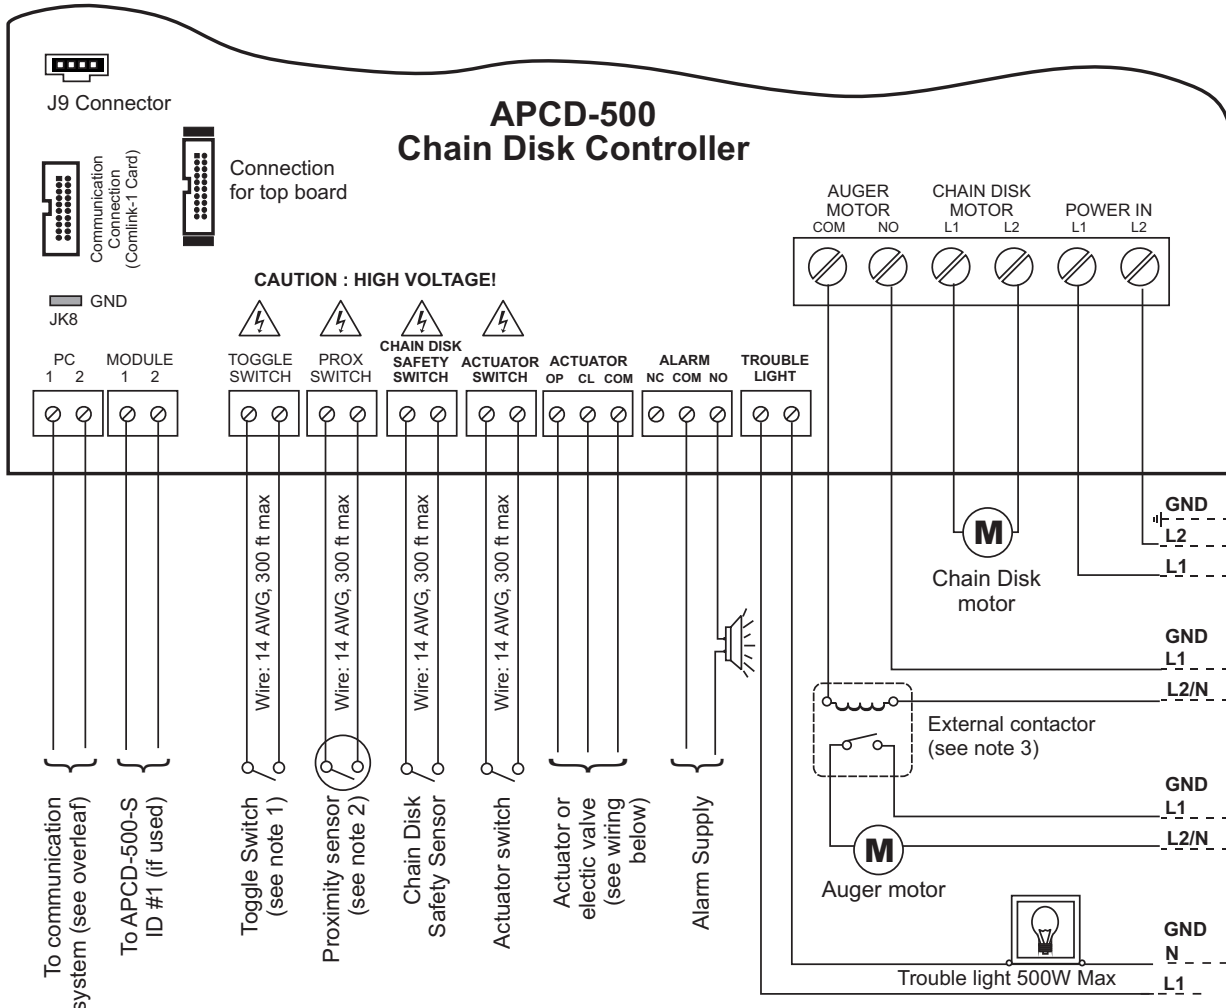 J9 Connector
APCD-500
Chain Disk Controller
Communication
Connection
(Comlink-1 Card)
Connection
for top board
GND
JK8
CAUTION : HIGH VOLTAGE!
AUGER
MOTOR
COM NO
CHAIN DISK
MOTOR
L1 L2
POWER IN
L1 L2
PC
1 2
MODULE
1 2
TOGGLE
SWITCH
PROX
SWITCH
CHAIN DISK
SAFETY
SWITCH
ACTUATOR
SWITCH
ACTUATOR
OP CL COM
ALARM
NC COM NO
TROUBLE
LIGHT
Wire: 14 AWG, 300 ft max
Wire: 14 AWG, 300 ft max
Wire: 14 AWG, 300 ft max
Wire: 14 AWG, 300 ft max
M
Chain Disk
motor
GND
L2
L1
GND
L1
L2/N
External contactor
(see note 3)
GND
L1
L2/N
M
Auger motor
To communication
system (see overleaf)
To APCD-500-S
ID #1 (if used)
Toggle Switch
(see note 1)
Proximity sensor
(see note 2)
Chain Disk
Safety Sensor
Actuator switch
Actuator or
electic valve
(see wiring
below)
Alarm Supply
GND
N
L1
Trouble light 500W Max